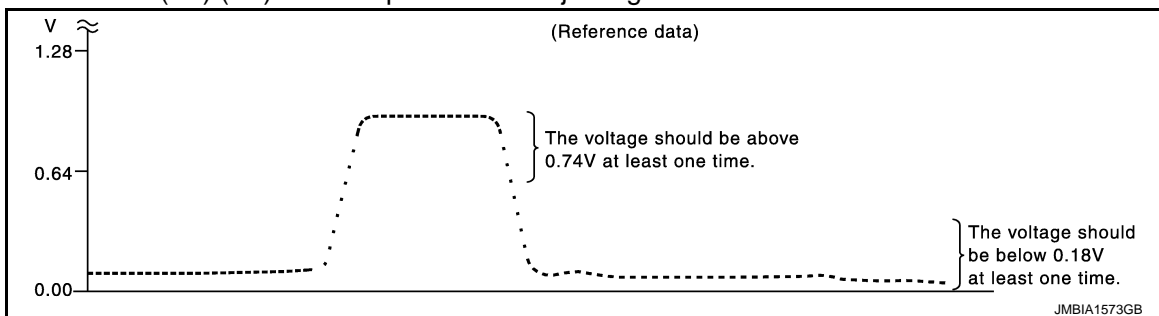 V
(Reference data)
1.28
The voltage should be above
0.74V at least one time.
0.64
The voltage should
be below 0.18V
at least one time.
0.00
JMBIA1573GB